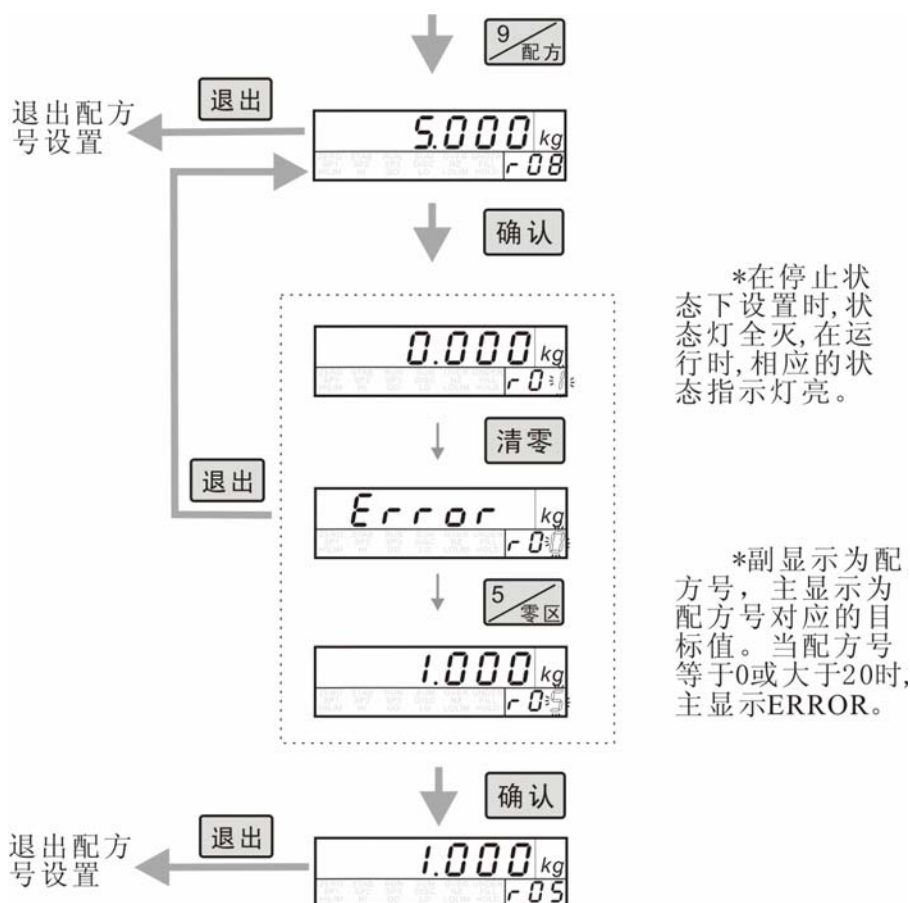 9
配方
退出
退出配方
号设置
5.000 kg
r 08
确认
*在停止状
态下设置时,状
态灯全灭,在运
行时,相应的状
态指示灯亮。
0.000 kg
r 0
清零
退出
Error kg
r 00
*副显示为配
方号，主显示为
配方号对应的目
标值。当配方号
等于0或大于20时,
主显示ERROR。
5
零区
1.000 kg
r 05
确认
退出
退出配方
号设置
1.000 kg
r 05